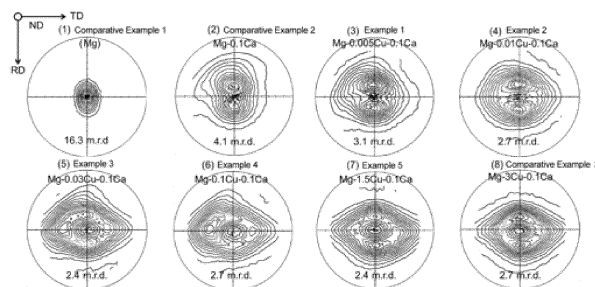 TD
ND
RD
(1) Comparative Example 1
(Mg)
16.3 m.r.d.
(2) Comparative Example 2
Mg-0.1Ca
4.1 m.r.d.
(3) Example 1
Mg-0.005Cu-0.1Ca
3.1 m.r.d.
(4) Example 2
Mg-0.01Cu-0.1Ca
2.7 m.r.d.
(5) Example 3
Mg-0.03Cu-0.1Ca
2.4 m.r.d.
(6) Example 4
Mg-0.1Cu-0.1Ca
2.7 m.r.d.
(7) Example 5
Mg-1.5Cu-0.1Ca
2.4 m.r.d.
(8) Comparative Example 3
Mg-3Cu-0.1Ca
2.7 m.r.d.